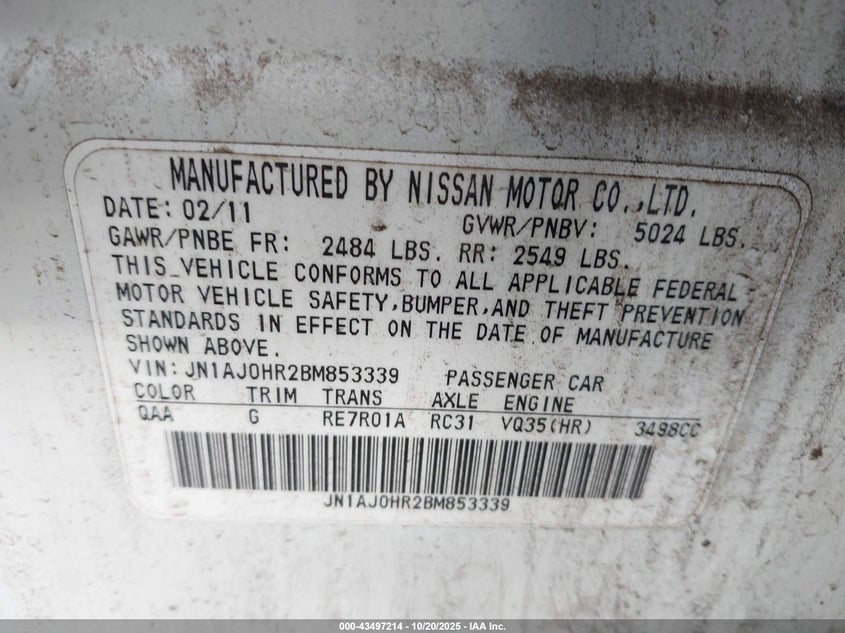 MANUFACTURED BY NISSAN MOTOR CO.,LTD.
DATE: 02/11 GVWR/PNBV: 5024 LBS.
GAWR/PNBE FR: 2484 LBS. RR: 2549 LBS.
THIS VEHICLE CONFORMS TO ALL APPLICABLE FEDERAL
MOTOR VEHICLE SAFETY,BUMPER,AND THEFT PREVENTION
STANDARDS IN EFFECT ON THE DATE OF MANUFACTURE
SHOWN ABOVE.
VIN: JN1AJ0HR2BM853339 PASSENGER CAR
COLOR TRIM TRANS AXLE ENGINE
QAA G RE7R01A RC31 VQ35(HR) 3498CC
JN1AJ0HR2BM853339
000-43497214 - 10/20/2025 - IAA Inc.